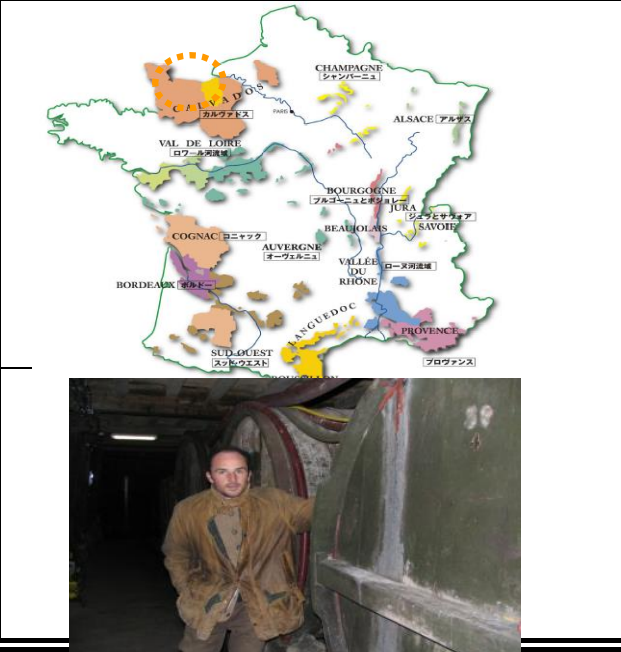 CHAMPAGNE
シャンパーニュ
CALVADOS
カルヴァドス
PARIS
ALSACE アルザス
VAL DE LOIRE
ロワール河流域
BOURGOGNE
ブルゴーニュとボジョレー
JURA
ジュラとサヴォア
SAVOIE
BEAUJOLAIS
COGNAC コニャック
AUVERGNE
オーヴェルニュ
VALLÉE
DU
RHÔNE
ローヌ河流域
BORDEAUX ボルドー
LANGUEDOC
PROVENCE
プロヴァンス
SUD-OUEST
スッド・ウエスト
ROUSSILLON
4